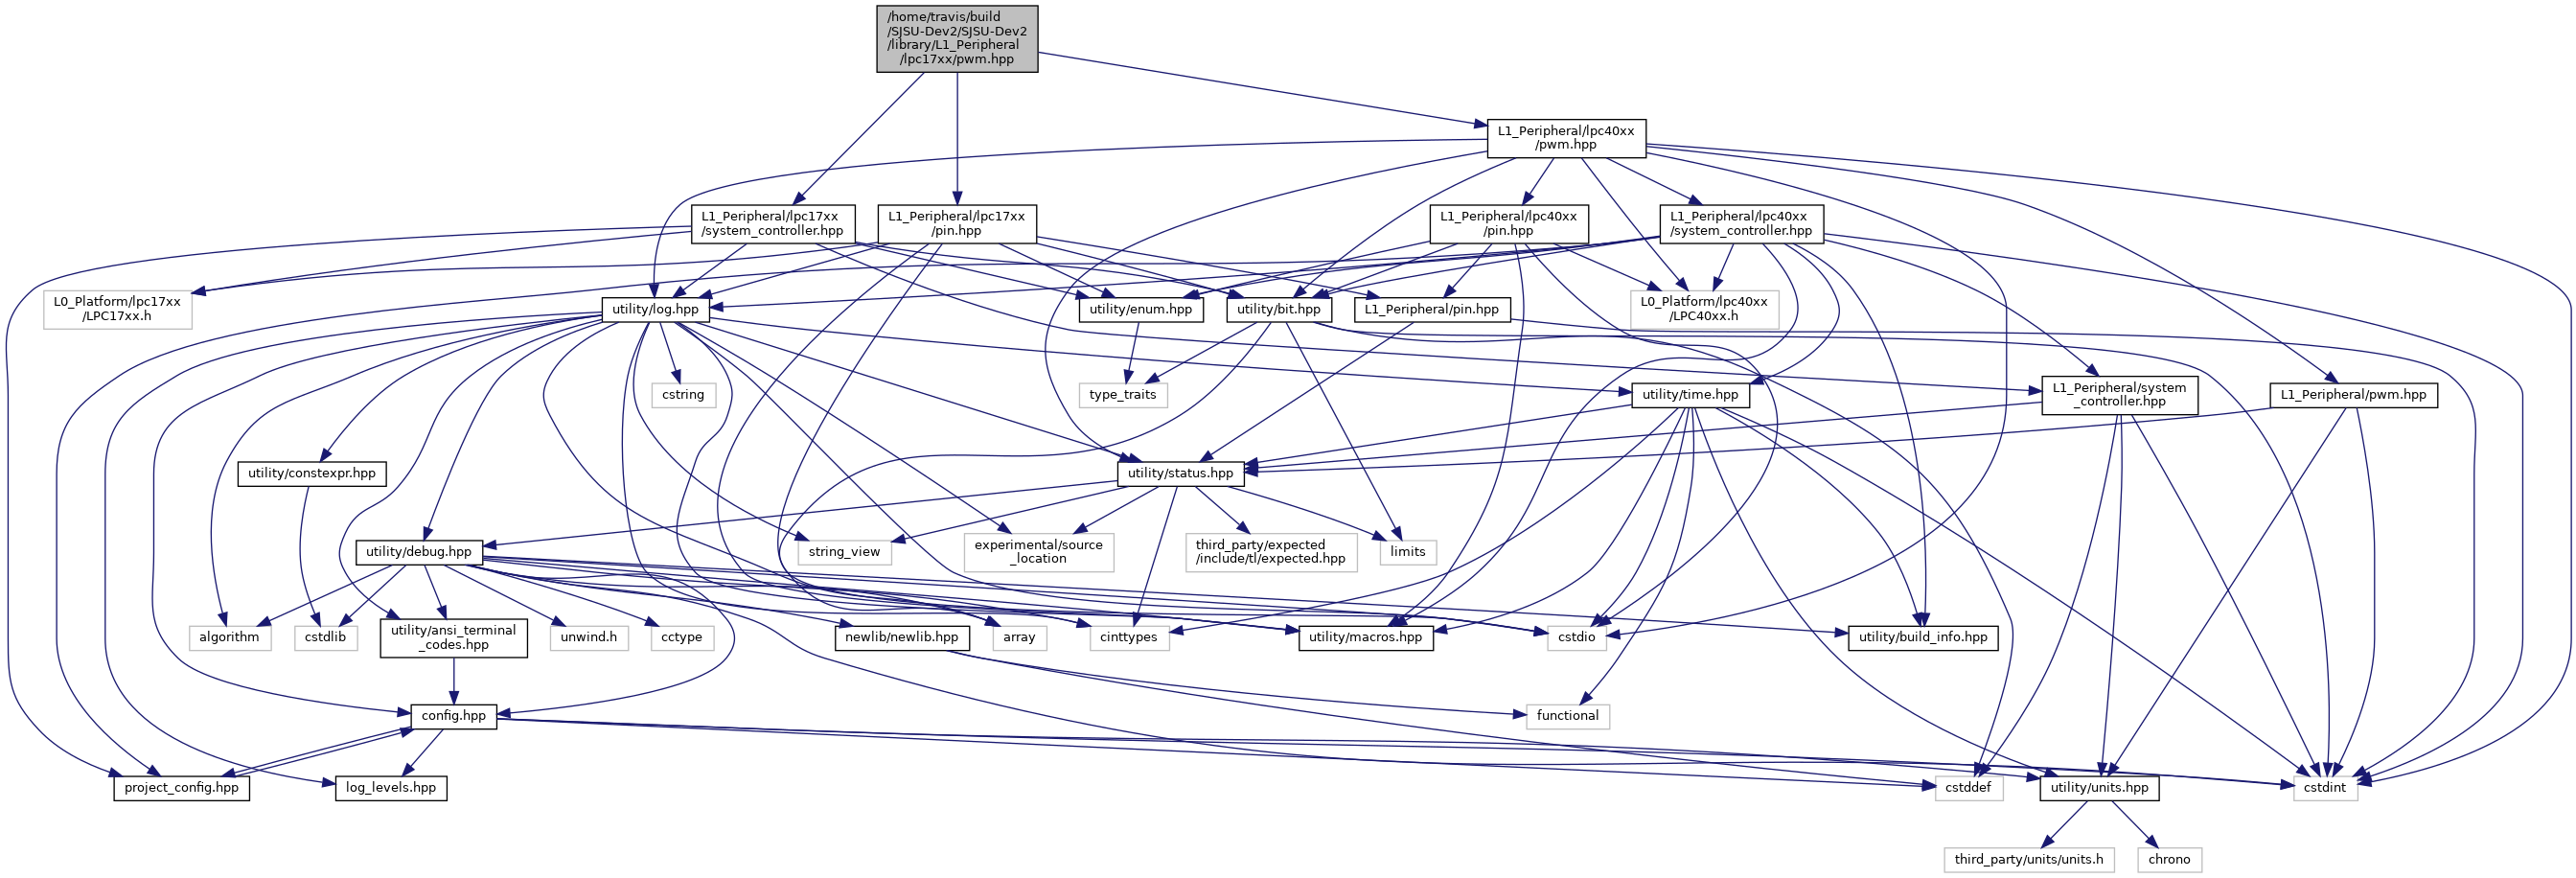 /home/travis/build
/SJSU-Dev2/SJSU-Dev2
/library/L1_Peripheral
/lpc17xx/pwm.hpp
L1_Peripheral/lpc40xx
/pwm.hpp
L1_Peripheral/lpc17xx
/system_controller.hpp
L1_Peripheral/lpc17xx
/pin.hpp
L1_Peripheral/lpc40xx
/pin.hpp
L1_Peripheral/lpc40xx
/system_controller.hpp
L0_Platform/lpc17xx
/LPC17xx.h
utility/log.hpp
utility/enum.hpp
utility/bit.hpp
L1_Peripheral/pin.hpp
L0_Platform/lpc40xx
/LPC40xx.h
cstring
type_traits
utility/time.hpp
L1_Peripheral/system
_controller.hpp
L1_Peripheral/pwm.hpp
utility/constexpr.hpp
utility/status.hpp
utility/debug.hpp
string_view
experimental/source
_location
third_party/expected
/include/tl/expected.hpp
limits
algorithm
cstdlib
utility/ansi_terminal
_codes.hpp
unwind.h
cctype
newlib/newlib.hpp
array
cinttypes
utility/macros.hpp
cstdio
utility/build_info.hpp
config.hpp
functional
project_config.hpp
log_levels.hpp
cstddef
utility/units.hpp
cstdint
third_party/units/units.h
chrono